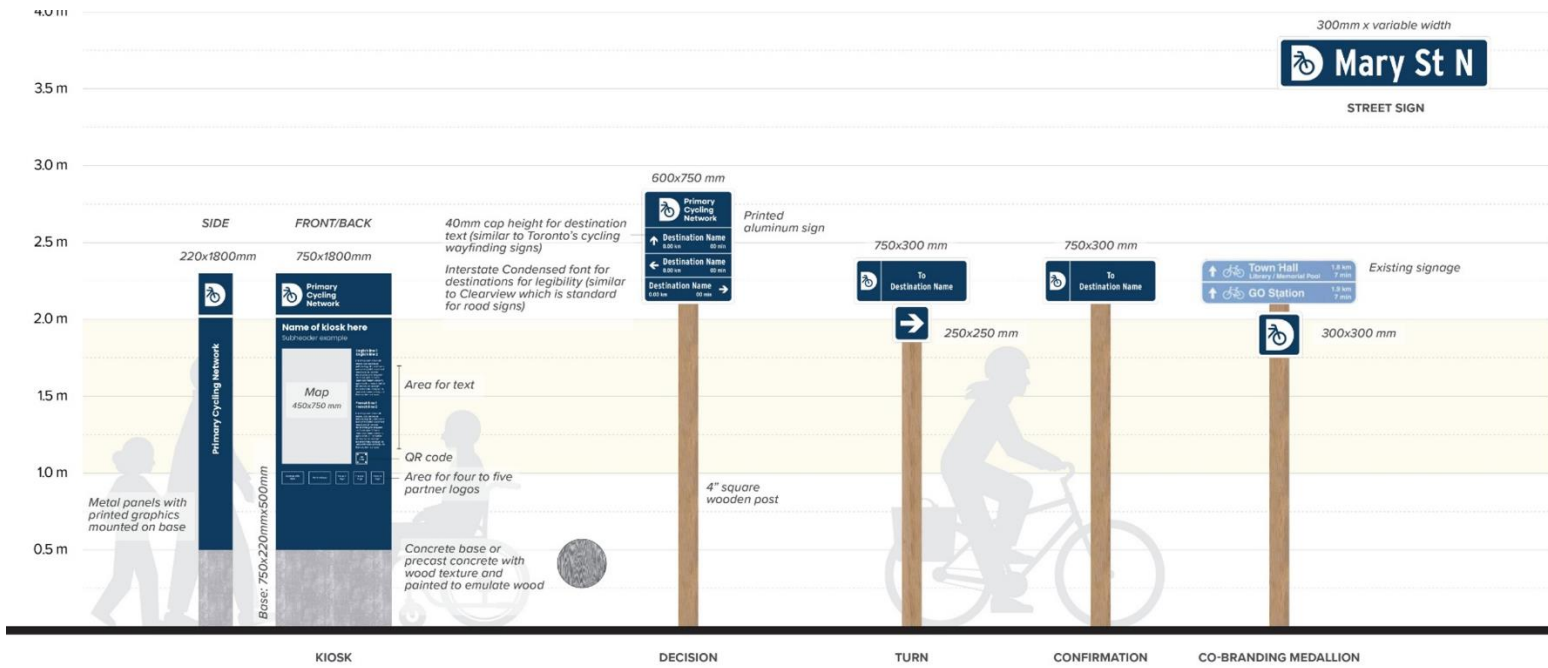 4.0 m
3.5 m
3.0 m
2.5 m
2.0 m
1.5 m
1.0 m
0.5 m
SIDE
220x1800mm
Primary Cycling Network
Metal panels with
printed graphics
mounted on base
FRONT/BACK
750x1800mm
Primary
Cycling
Network
Name of kiosk here
Subheader example
Map
450x750 mm
Base: 750x220mmx500mm
Area for text
QR code
Area for four to five
partner logos
Concrete base or
precast concrete with
wood texture and
painted to emulate wood
KIOSK
40mm cap height for destination
text (similar to Toronto's cycling
wayfinding signs)
Interstate Condensed font for
destinations for legibility (similar
to Clearview which is standard
for road signs)
600x750 mm
Primary
Cycling
Network
Destination Name
Destination Name
Destination Name
Printed
aluminum sign
4" square
wooden post
DECISION
750x300 mm
To
Destination Name
250x250 mm
TURN
750x300 mm
To
Destination Name
CONFIRMATION
Town Hall
Library / Memorial Pool
7 min
GO Station
7 min
Existing signage
300x300 mm
CO-BRANDING MEDALLION
300mm x variable width
Mary St N
STREET SIGN